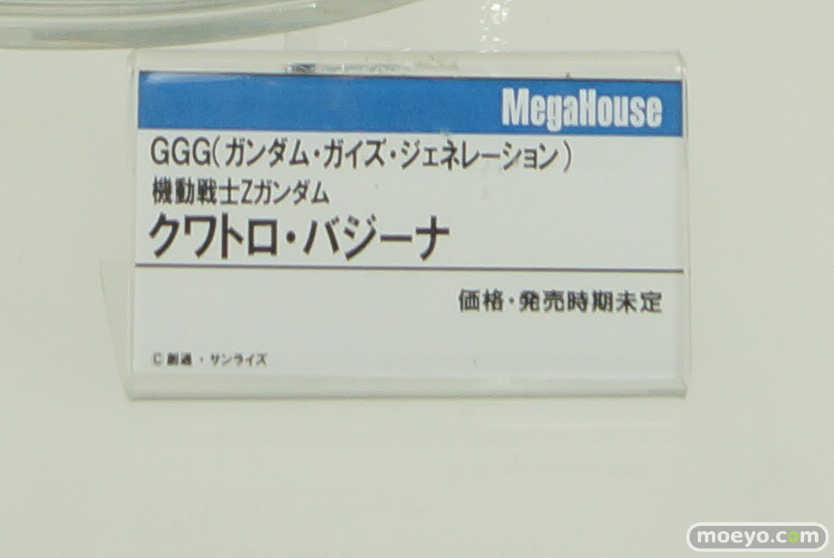 MegaHouse
GGG(ガンダム・ガイズ・ジェネレーション)
機動戦士Zガンダム
クワトロ・バジーナ
価格・発売時期未定
©創通・サンライズ
moeyo.com